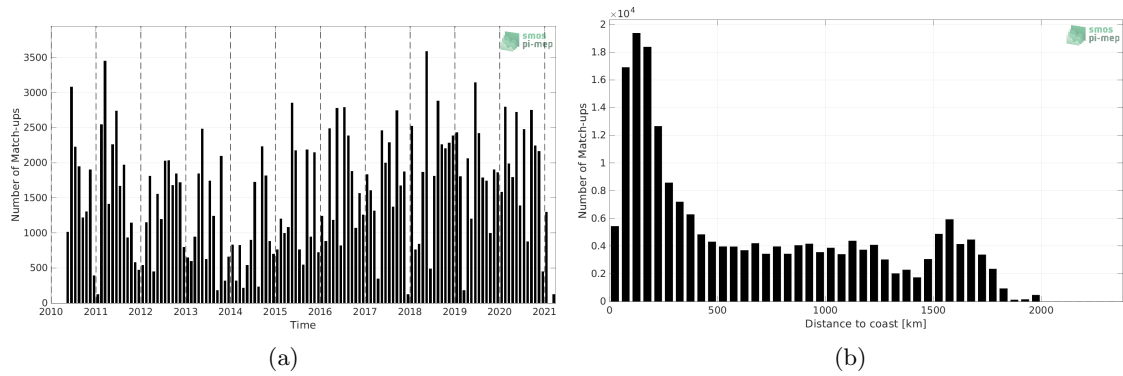 smos
pi-mep
Number of Match-ups
3500
3000
2500
2000
1500
1000
500
0
2010 2011 2012 2013 2014 2015 2016 2017 2018 2019 2020 2021
Time
(a)
×10⁴
smos
pi-mep
Number of Match-ups
2
1.8
1.6
1.4
1.2
1
0.8
0.6
0.4
0.2
0
0 500 1000 1500 2000
Distance to coast [km]
(b)